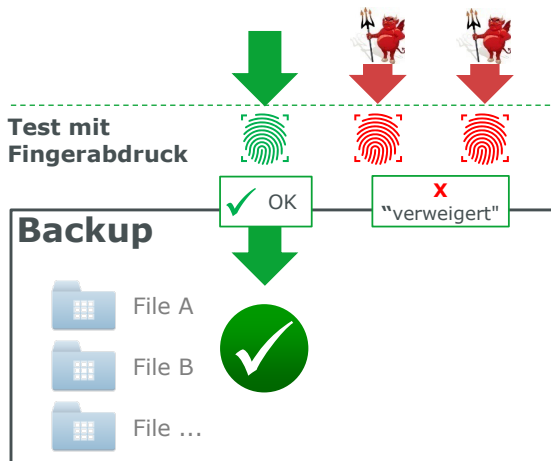 Test mit
Fingerabdruck
OK
X
"verweigert"
Backup
File A
File B
File ...